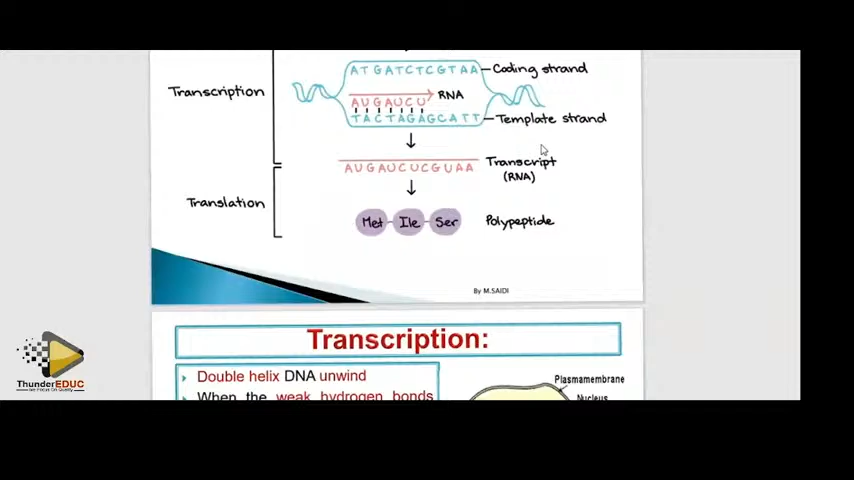 ATGATCTCGTAA Coding strand
Transcription
RNA
AUGAUCU
TACTAGAGCATT Template strand
AUGAUCUCGUAA Transcript
(RNA)
Translation
Met Ile Ser Polypeptide
By M.SAIDI
Transcription:
Double helix DNA unwind
When the weak hydrogen bonds
Plasmamembrane
Nucleus
ThunderEDUC